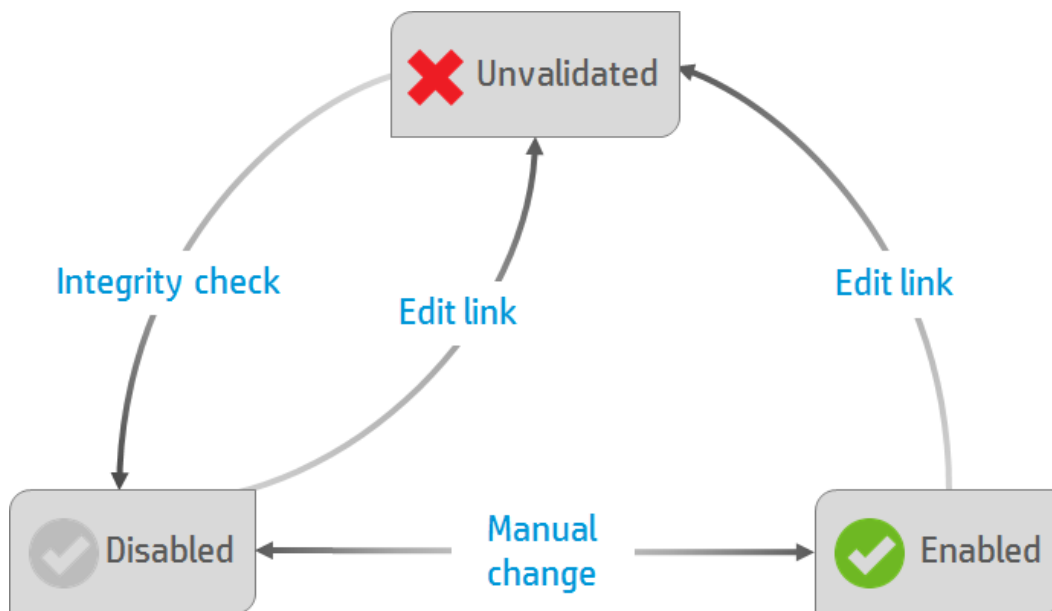 Unvalidated
Integrity check
Edit link
Edit link
Disabled
Manual
change
Enabled